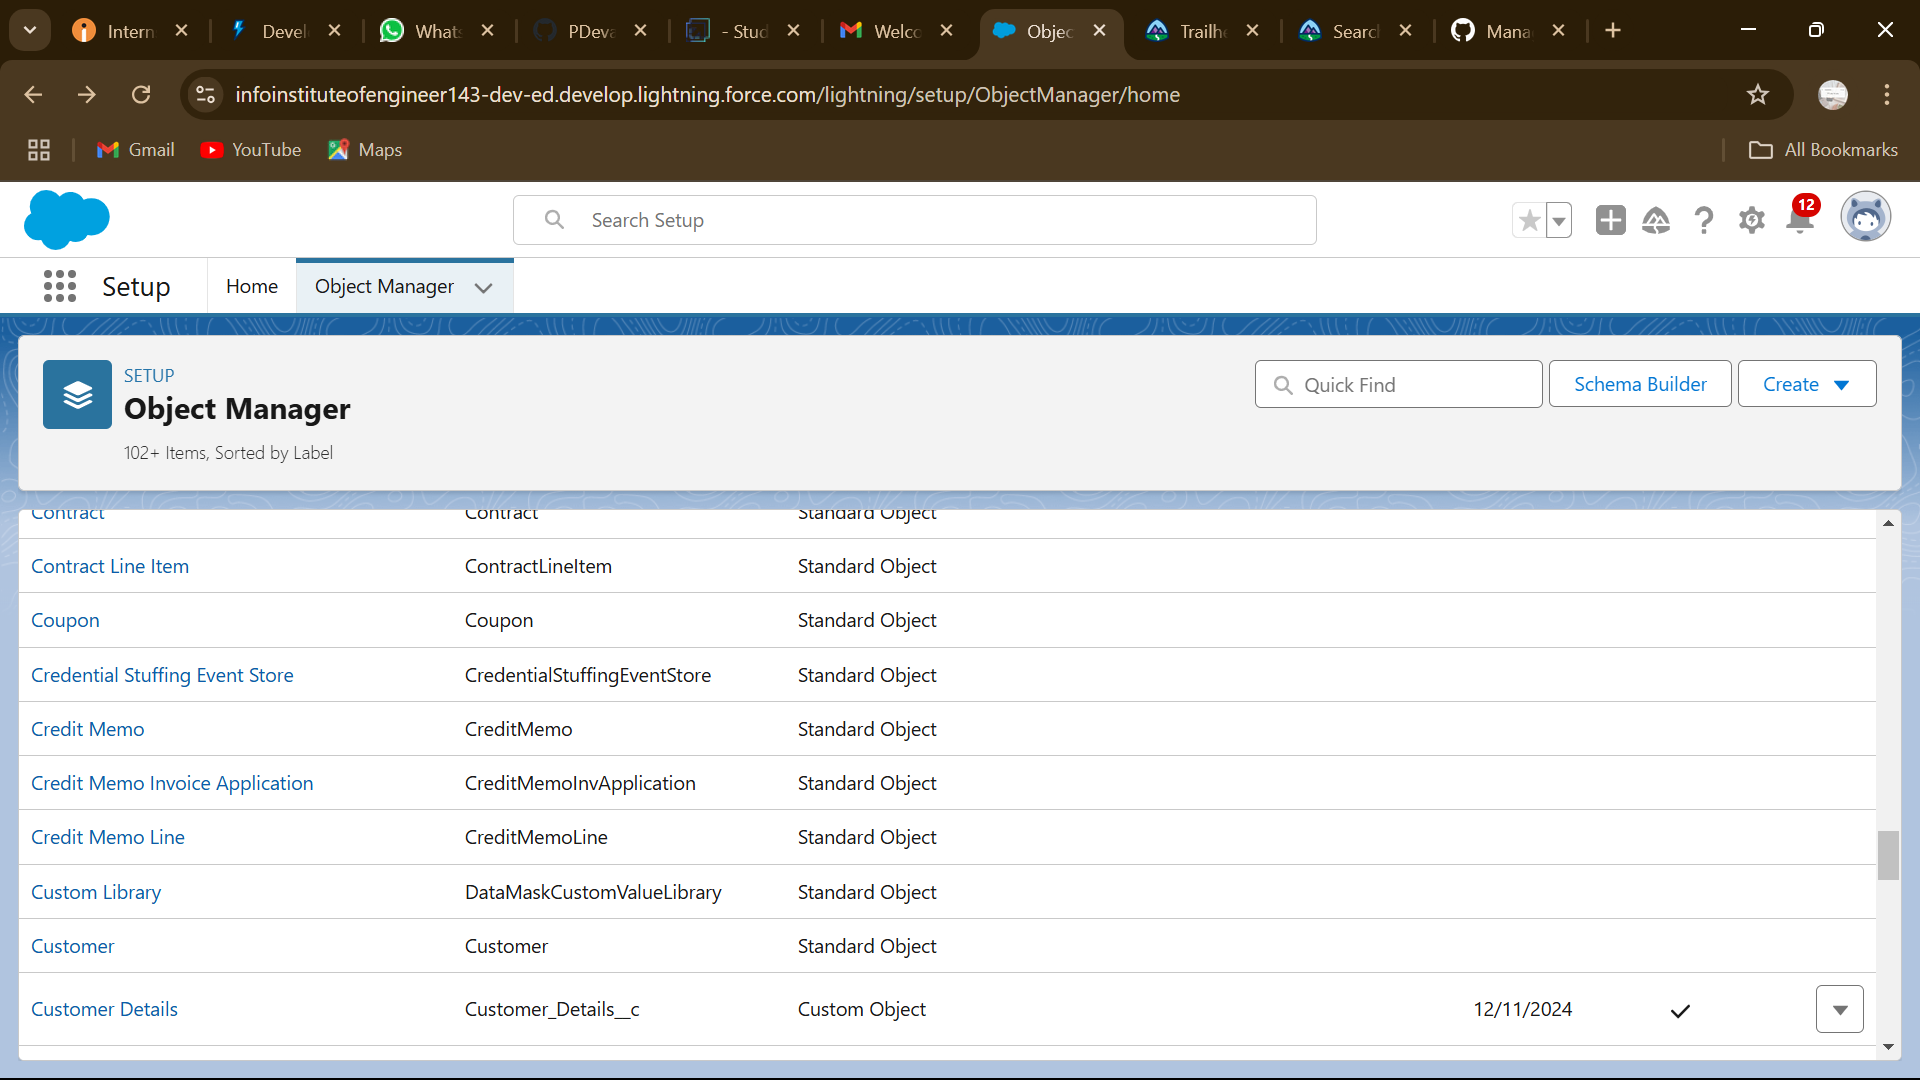 Intern
Devel
Whats
PDeva
- Stud
Welco
Objec
Trailhe
Search
Mana
infoinstituteofengineer143-dev-ed.develop.lightning.force.com/lightning/setup/ObjectManager/home
Gmail
YouTube
Maps
All Bookmarks
Search Setup
12
Setup
Home
Object Manager
SETUP
Object Manager
102+ Items, Sorted by Label
Quick Find
Schema Builder
Create
Contract Contract Standard Object
Contract Line Item ContractLineItem Standard Object
Coupon Coupon Standard Object
Credential Stuffing Event Store CredentialStuffingEventStore Standard Object
Credit Memo CreditMemo Standard Object
Credit Memo Invoice Application CreditMemoInvApplication Standard Object
Credit Memo Line CreditMemoLine Standard Object
Custom Library DataMaskCustomValueLibrary Standard Object
Customer Customer Standard Object
Customer Details Customer_Details__c Custom Object 12/11/2024